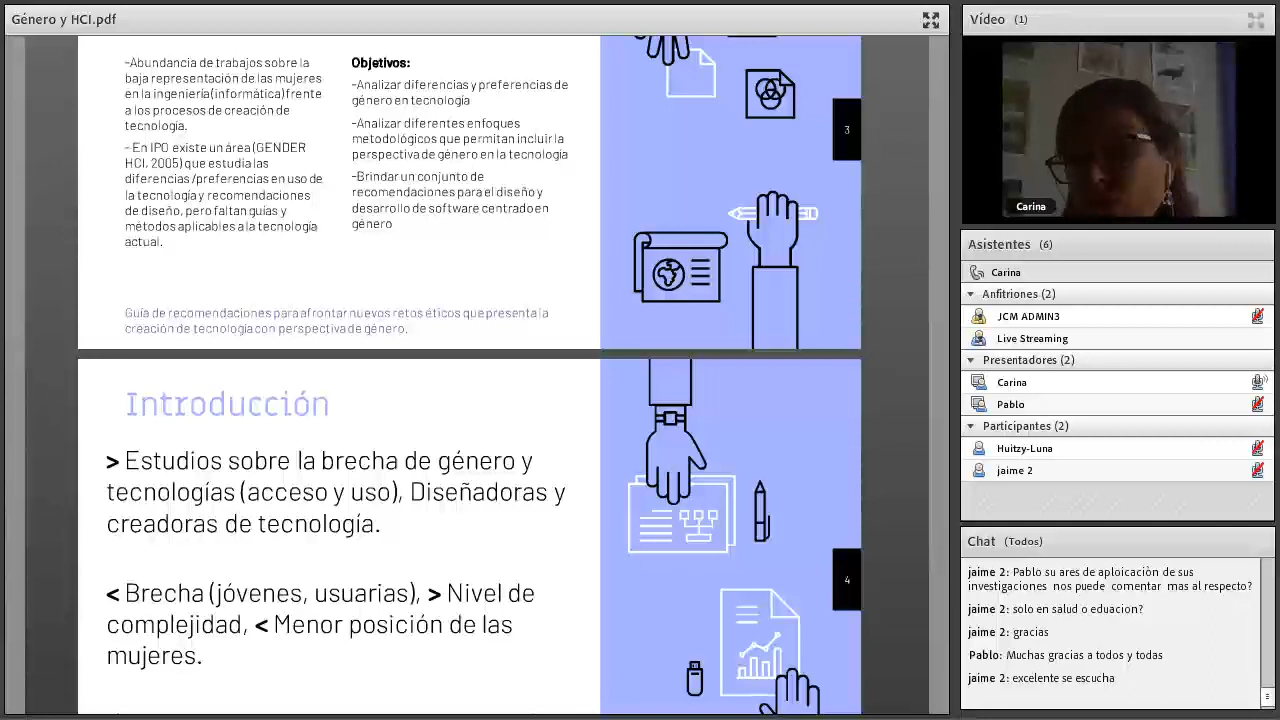 Género y HCI.pdf
-Abundancia de trabajos sobre la
baja representación de las mujeres
en la ingeniería(informática)frente
a los procesos de creación de
tecnología.
- En IPO existe un área (GENDER
HCI, 2005) que estudia las
diferencias /preferencias en uso de
la tecnología y recomendaciones
de diseño, pero faltan guías y
métodos aplicables a la tecnología
actual.
Objetivos:
-Analizar diferencias y preferencias de
género en tecnología
-Analizar diferentes enfoques
metodológicos que permitan incluir la
perspectiva de género en la tecnología
-Brindar un conjunto de
recomendaciones para el diseño y
desarrollo de software centrado en
género
Guía de recomendaciones para afrontar nuevos retos éticos que presenta la
creación de tecnología con perspectiva de género.
3
Introducción
> Estudios sobre la brecha de género y
tecnologías (acceso y uso), Diseñadoras y
creadoras de tecnología.
< Brecha (jóvenes, usuarias), > Nivel de
complejidad, < Menor posición de las
mujeres.
4
Vídeo (1)
Carina
Asistentes (6)
Carina
Anfitriones (2)
JCM ADMIN3
Live Streaming
Presentadores (2)
Carina
Pablo
Participantes (2)
Huitzy-Luna
jaime 2
Chat (Todos)
jaime 2: Pablo su ares de aploicaciòn de sus
investigaciones nos puede comentar mas al respecto?
jaime 2: solo en salud o eduacion?
jaime 2: gracias
Pablo: Muchas gracias a todos y todas
jaime 2: excelente se escucha